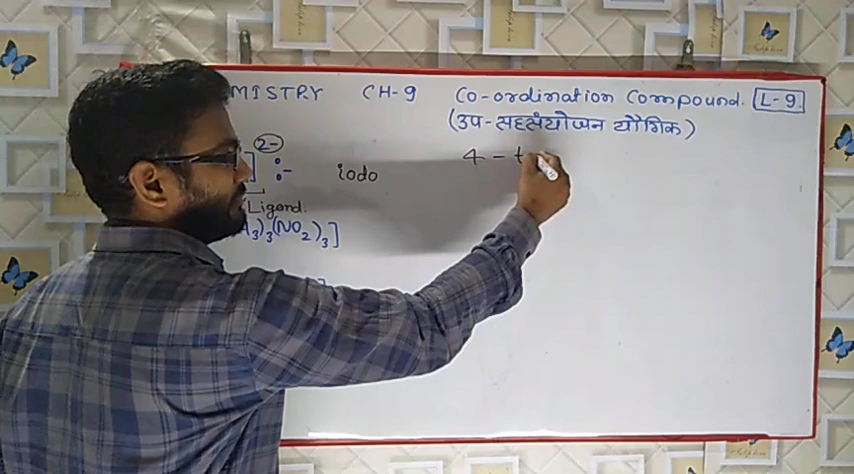 MISTRY CH-9 Co-ordination Compound. L-9.
(उप-सहसंयोजन यौगिक)
] 2- :- iodo 4 - t
Ligand.
3)3(NO2)3]
]